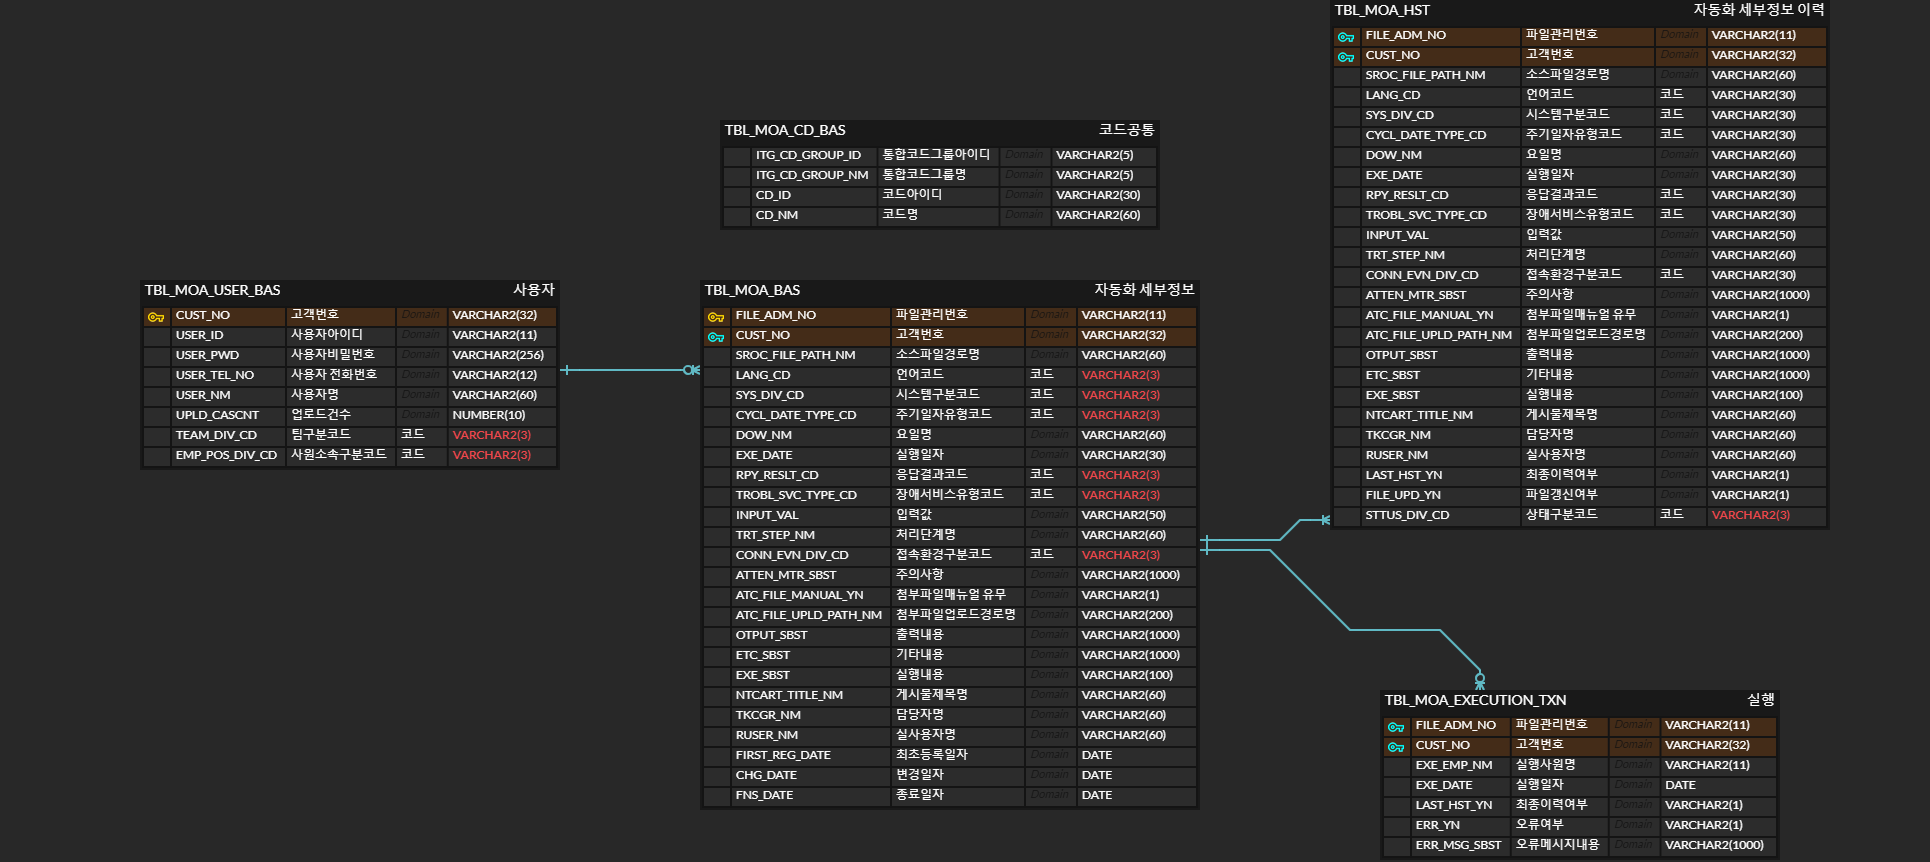 TBL_MOA_HST 자동화 세부정보 이력
FILE_ADM_NO 파일관리번호 Domain VARCHAR2(11)
CUST_NO 고객번호 Domain VARCHAR2(32)
SROC_FILE_PATH_NM 소스파일경로명 Domain VARCHAR2(60)
LANG_CD 언어코드 코드 VARCHAR2(30)
SYS_DIV_CD 시스템구분코드 코드 VARCHAR2(30)
CYCL_DATE_TYPE_CD 주기일자유형코드 코드 VARCHAR2(30)
DOW_NM 요일명 Domain VARCHAR2(60)
EXE_DATE 실행일자 Domain VARCHAR2(30)
RPY_RESLT_CD 응답결과코드 코드 VARCHAR2(30)
TROBL_SVC_TYPE_CD 장애서비스유형코드 코드 VARCHAR2(30)
INPUT_VAL 입력값 Domain VARCHAR2(50)
TRT_STEP_NM 처리단계명 Domain VARCHAR2(60)
CONN_EVN_DIV_CD 접속환경구분코드 코드 VARCHAR2(30)
ATTEN_MTR_SBST 주의사항 Domain VARCHAR2(1000)
ATC_FILE_MANUAL_YN 첨부파일매뉴얼 유무 Domain VARCHAR2(1)
ATC_FILE_UPLD_PATH_NM 첨부파일업로드경로명 Domain VARCHAR2(200)
OTPUT_SBST 출력내용 Domain VARCHAR2(1000)
ETC_SBST 기타내용 Domain VARCHAR2(1000)
EXE_SBST 실행내용 Domain VARCHAR2(100)
NTCART_TITLE_NM 게시물제목명 Domain VARCHAR2(60)
TKCGR_NM 담당자명 Domain VARCHAR2(60)
RUSER_NM 실사용자명 Domain VARCHAR2(60)
LAST_HST_YN 최종이력여부 Domain VARCHAR2(1)
FILE_UPD_YN 파일갱신여부 Domain VARCHAR2(1)
STTUS_DIV_CD 상태구분코드 코드 VARCHAR2(3)
TBL_MOA_CD_BAS 코드공통
ITG_CD_GROUP_ID 통합코드그룹아이디 Domain VARCHAR2(5)
ITG_CD_GROUP_NM 통합코드그룹명 Domain VARCHAR2(5)
CD_ID 코드아이디 Domain VARCHAR2(30)
CD_NM 코드명 Domain VARCHAR2(60)
TBL_MOA_USER_BAS 사용자
CUST_NO 고객번호 Domain VARCHAR2(32)
USER_ID 사용자아이디 Domain VARCHAR2(11)
USER_PWD 사용자비밀번호 Domain VARCHAR2(256)
USER_TEL_NO 사용자 전화번호 Domain VARCHAR2(12)
USER_NM 사용자명 Domain VARCHAR2(60)
UPLD_CASCNT 업로드건수 Domain NUMBER(10)
TEAM_DIV_CD 팀구분코드 코드 VARCHAR2(3)
EMP_POS_DIV_CD 사원소속구분코드 코드 VARCHAR2(3)
TBL_MOA_BAS 자동화 세부정보
FILE_ADM_NO 파일관리번호 Domain VARCHAR2(11)
CUST_NO 고객번호 Domain VARCHAR2(32)
SROC_FILE_PATH_NM 소스파일경로명 Domain VARCHAR2(60)
LANG_CD 언어코드 코드 VARCHAR2(3)
SYS_DIV_CD 시스템구분코드 코드 VARCHAR2(3)
CYCL_DATE_TYPE_CD 주기일자유형코드 코드 VARCHAR2(3)
DOW_NM 요일명 Domain VARCHAR2(60)
EXE_DATE 실행일자 Domain VARCHAR2(30)
RPY_RESLT_CD 응답결과코드 코드 VARCHAR2(3)
TROBL_SVC_TYPE_CD 장애서비스유형코드 코드 VARCHAR2(3)
INPUT_VAL 입력값 Domain VARCHAR2(50)
TRT_STEP_NM 처리단계명 Domain VARCHAR2(60)
CONN_EVN_DIV_CD 접속환경구분코드 코드 VARCHAR2(3)
ATTEN_MTR_SBST 주의사항 Domain VARCHAR2(1000)
ATC_FILE_MANUAL_YN 첨부파일매뉴얼 유무 Domain VARCHAR2(1)
ATC_FILE_UPLD_PATH_NM 첨부파일업로드경로명 Domain VARCHAR2(200)
OTPUT_SBST 출력내용 Domain VARCHAR2(1000)
ETC_SBST 기타내용 Domain VARCHAR2(1000)
EXE_SBST 실행내용 Domain VARCHAR2(100)
NTCART_TITLE_NM 게시물제목명 Domain VARCHAR2(60)
TKCGR_NM 담당자명 Domain VARCHAR2(60)
RUSER_NM 실사용자명 Domain VARCHAR2(60)
FIRST_REG_DATE 최초등록일자 Domain DATE
CHG_DATE 변경일자 Domain DATE
FNS_DATE 종료일자 Domain DATE
TBL_MOA_EXECUTION_TXN 실행
FILE_ADM_NO 파일관리번호 Domain VARCHAR2(11)
CUST_NO 고객번호 Domain VARCHAR2(32)
EXE_EMP_NM 실행사원명 Domain VARCHAR2(11)
EXE_DATE 실행일자 Domain DATE
LAST_HST_YN 최종이력여부 Domain VARCHAR2(1)
ERR_YN 오류여부 Domain VARCHAR2(1)
ERR_MSG_SBST 오류메시지내용 Domain VARCHAR2(1000)